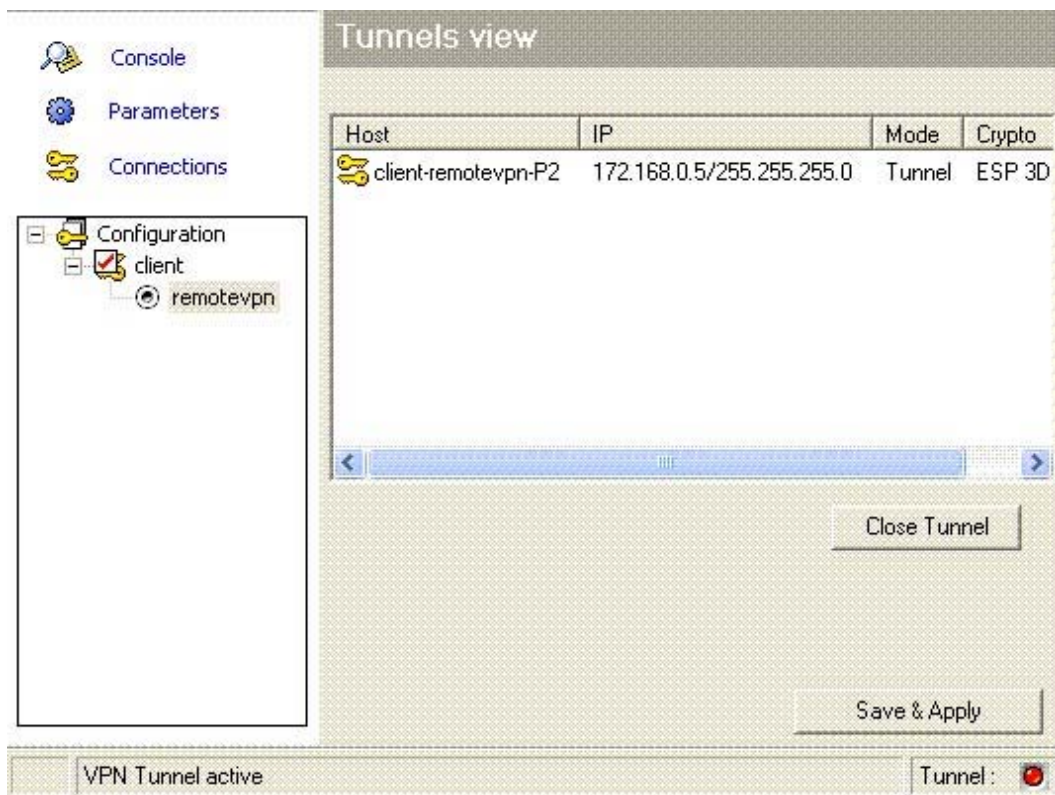 Tunnels view
Console
Parameters
Connections
Configuration
client
remotevpn
Host IP Mode Crypto
client-remotevpn-P2 172.168.0.5/255.255.255.0 Tunnel ESP 3D
Close Tunnel
Save & Apply
VPN Tunnel active
Tunnel :